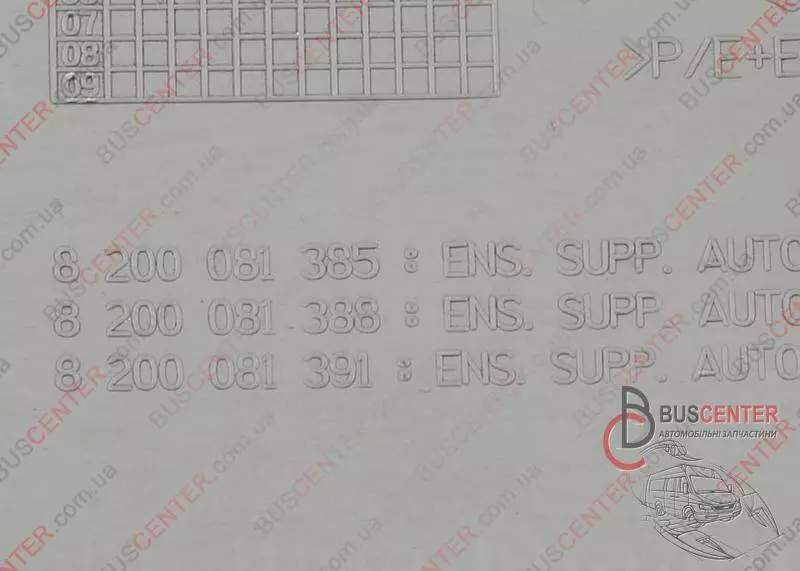 07
08
09
>P/E+E
8 200 081 385 : ENS. SUPP. AUTO
8 200 081 388 : ENS. SUPP. AUTO
8 200 081 391 : ENS. SUPP. AUTO
BUSCENTER
АВТОМОБІЛЬНІ ЗАПЧАСТИНИ
BUSCENTER.com.ua